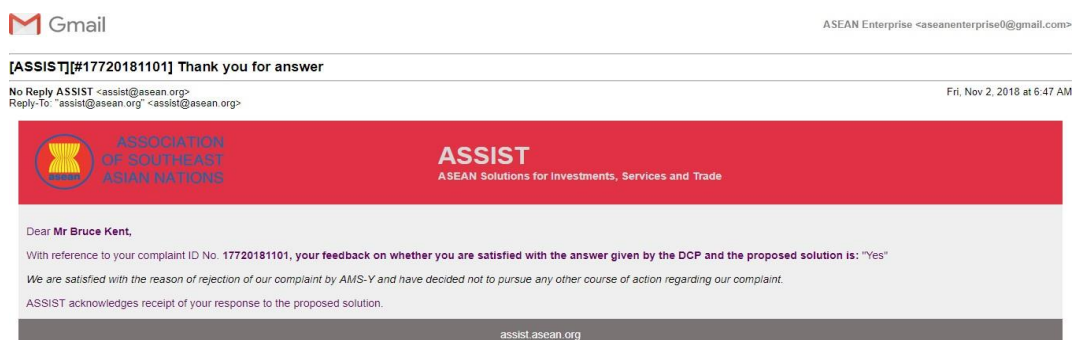 Gmail
ASEAN Enterprise <aseanenterprise0@gmail.com>
[ASSIST][#17720181101] Thank you for answer
No Reply ASSIST <assist@asean.org>
Fri, Nov 2, 2018 at 6:47 AM
Reply-To: "assist@asean.org" <assist@asean.org>
ASSOCIATION
OF SOUTHEAST
ASIAN NATIONS
asean
ASSIST
ASEAN Solutions for Investments, Services and Trade
Dear Mr Bruce Kent,
With reference to your complaint ID No. 17720181101, your feedback on whether you are satisfied with the answer given by the DCP and the proposed solution is: "Yes"
We are satisfied with the reason of rejection of our complaint by AMS-Y and have decided not to pursue any other course of action regarding our complaint.
ASSIST acknowledges receipt of your response to the proposed solution.
assist.asean.org